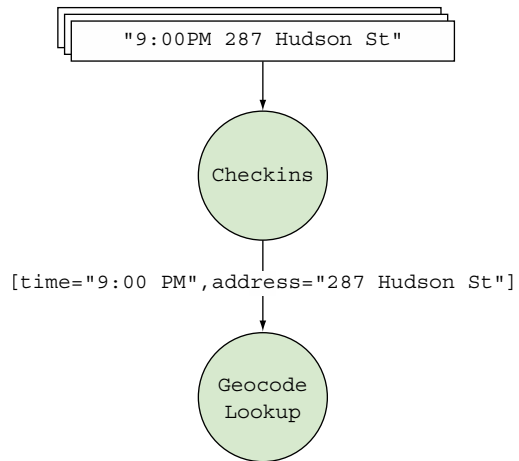 "9:00PM 287 Hudson St"
Checkins
[time="9:00 PM",address="287 Hudson St"]
Geocode
Lookup